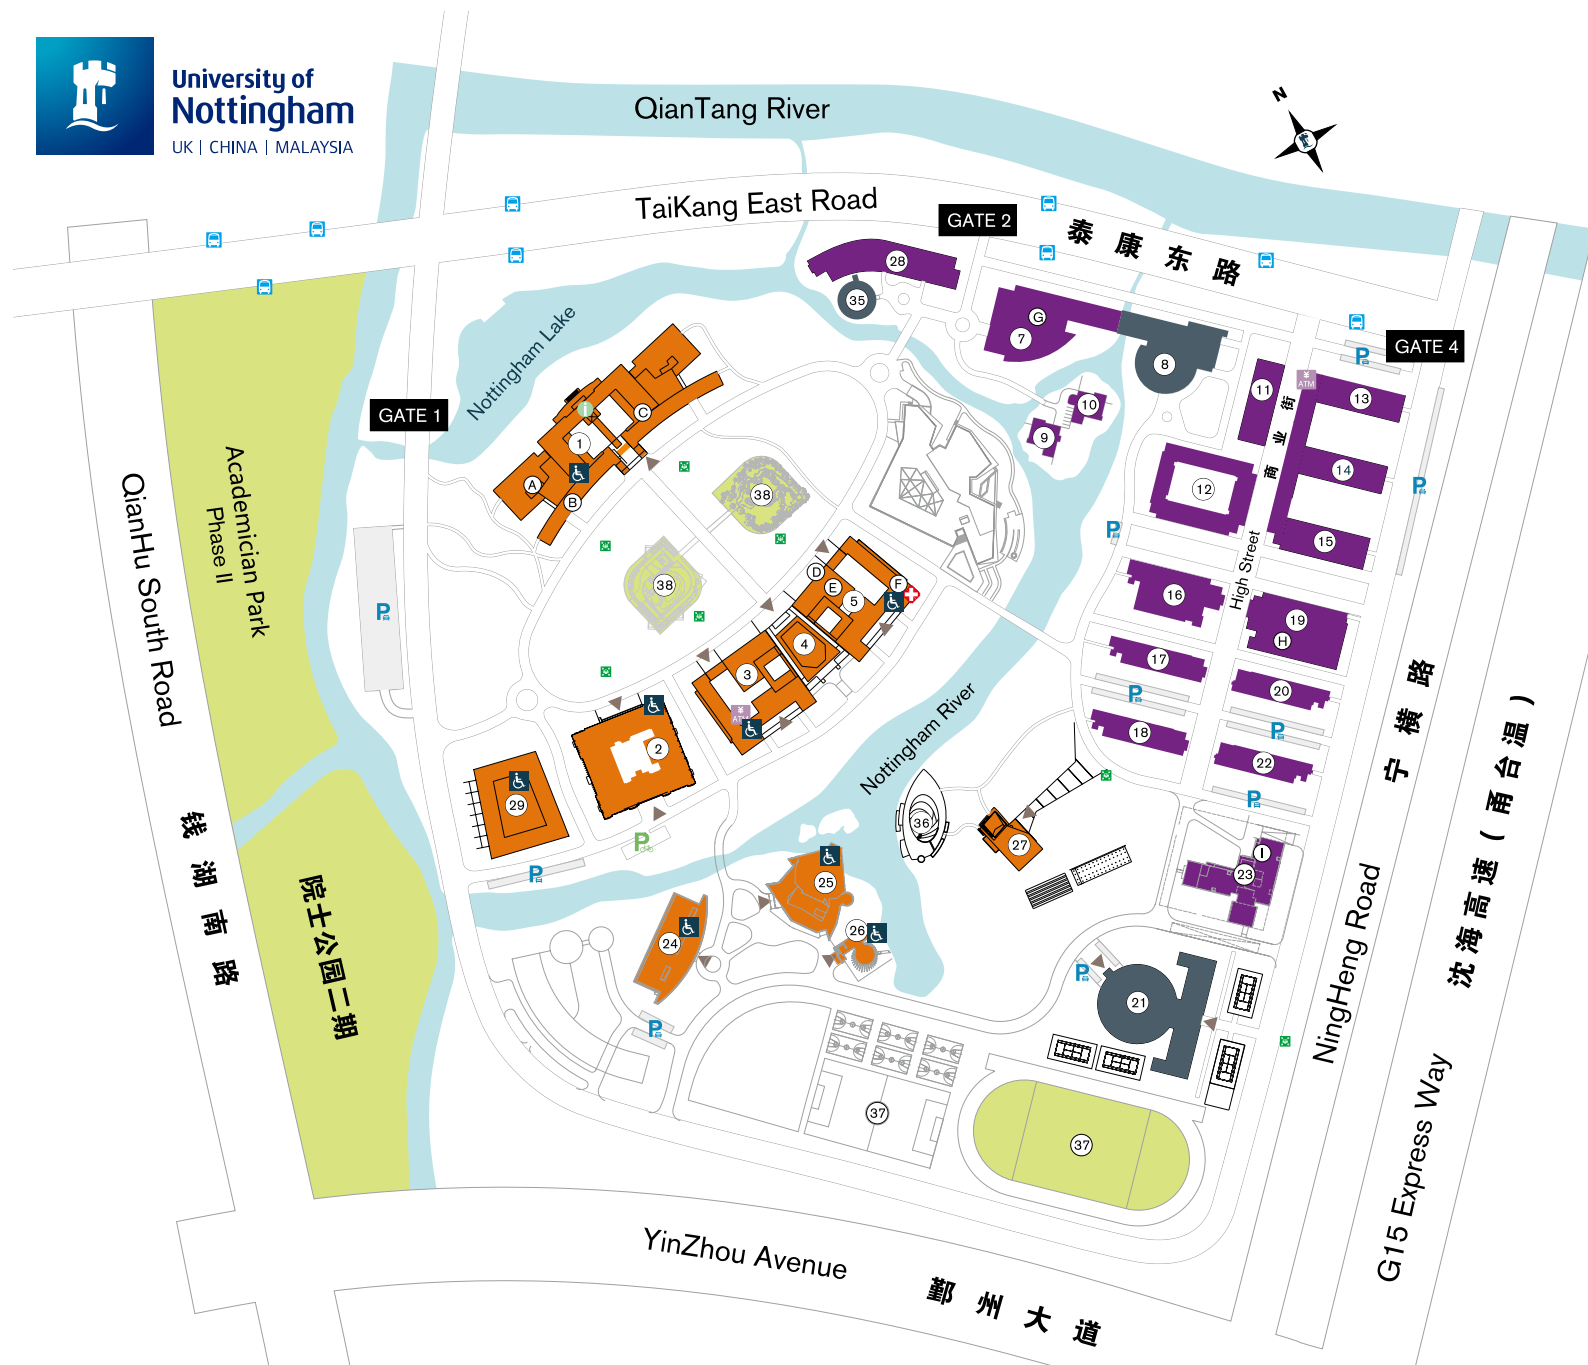 University of
Nottingham
UK | CHINA | MALAYSIA
N
QianTang River
TaiKang East Road
GATE 2
泰康东路
28
35
G
7
8
GATE 4
P
Nottingham Lake
GATE 1
C
i
1
A
B
11
¥
ATM
13
10
9
商业街
14
P
12
15
38
38
Academician Park
Phase II
QianHu South Road
P
P
D
E
F
5
High Street
16
19
H
4
3
17
20
P
¥
ATM
2
18
P
22
P
宁横路
沈海高速(甬台温)
Nottingham River
29
P
P
36
27
I
23
25
26
24
钱湖南路
院士公园二期
P
21
P
NingHeng Road
G15 Express Way
37
37
YinZhou Avenue
鄞州大道